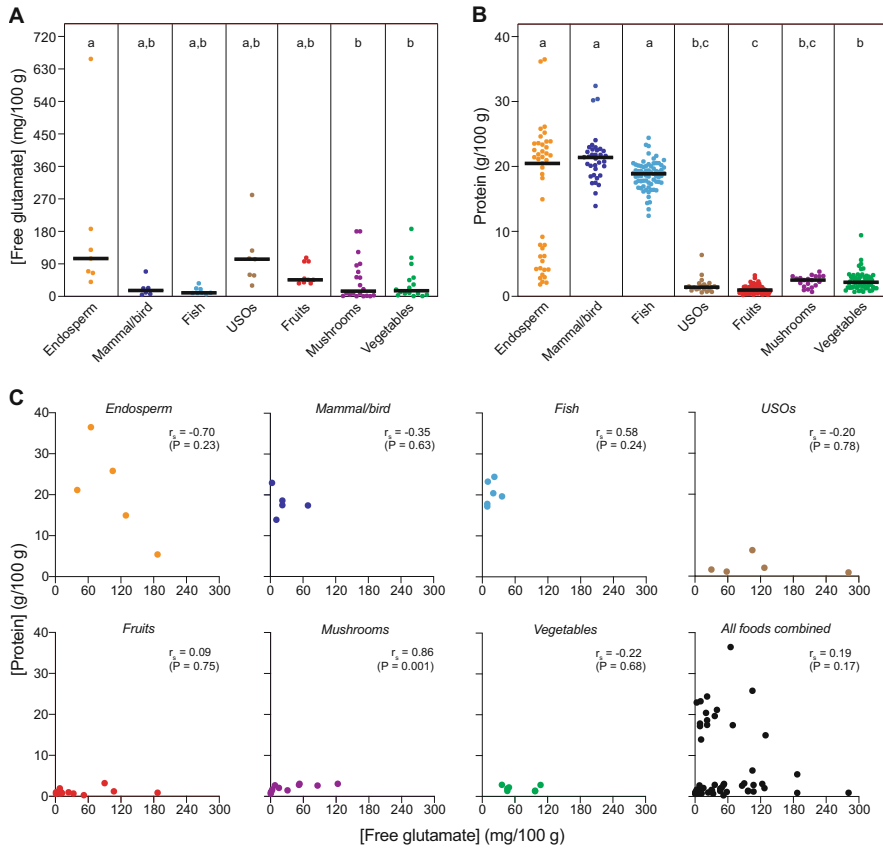 A
[Free glutamate] (mg/100 g)
720
630
540
450
360
270
180
90
0
a a,b a,b a,b a,b b b
Endosperm Mammal/bird Fish USOs Fruits Mushrooms Vegetables
B
Protein (g/100 g)
40
30
20
10
0
a a a b,c c b,c b
Endosperm Mammal/bird Fish USOs Fruits Mushrooms Vegetables
C
[Protein] (g/100 g)
Endosperm
rs = -0.70
(P = 0.23)
40
30
20
10
0
0 60 120 180 240 300
Mammal/bird
rs = -0.35
(P = 0.63)
0 60 120 180 240 300
Fish
rs = 0.58
(P = 0.24)
0 60 120 180 240 300
USOs
rs = -0.20
(P = 0.78)
0 60 120 180 240 300
Fruits
rs = 0.09
(P = 0.75)
40
30
20
10
0
0 60 120 180 240 300
Mushrooms
rs = 0.86
(P = 0.001)
0 60 120 180 240 300
Vegetables
rs = -0.22
(P = 0.68)
0 60 120 180 240 300
All foods combined
rs = 0.19
(P = 0.17)
0 60 120 180 240 300
[Free glutamate] (mg/100 g)